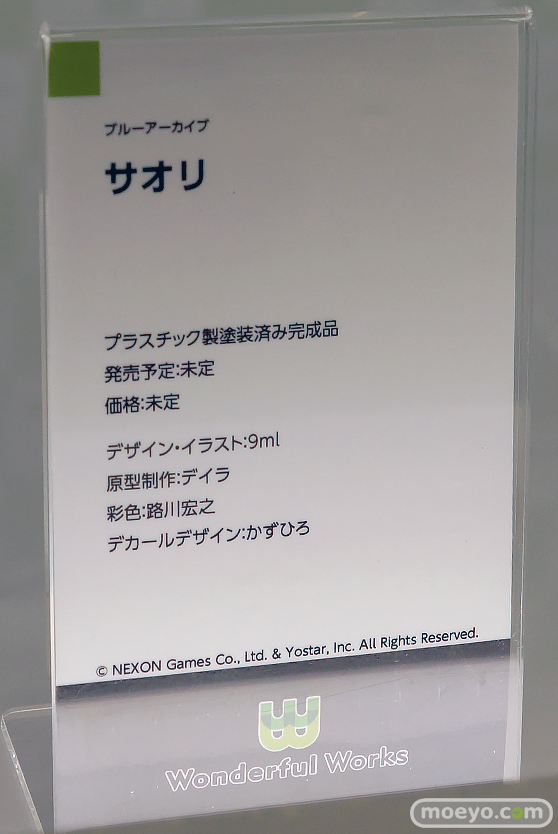 ブルーアーカイブ
サオリ
プラスチック製塗装済み完成品
発売予定:未定
価格:未定
デザイン・イラスト:9ml
原型制作:デイラ
彩色:路川宏之
デカールデザイン:かずひろ
© NEXON Games Co., Ltd. & Yostar, Inc. All Rights Reserved.
Wonderful Works
moeyo.com